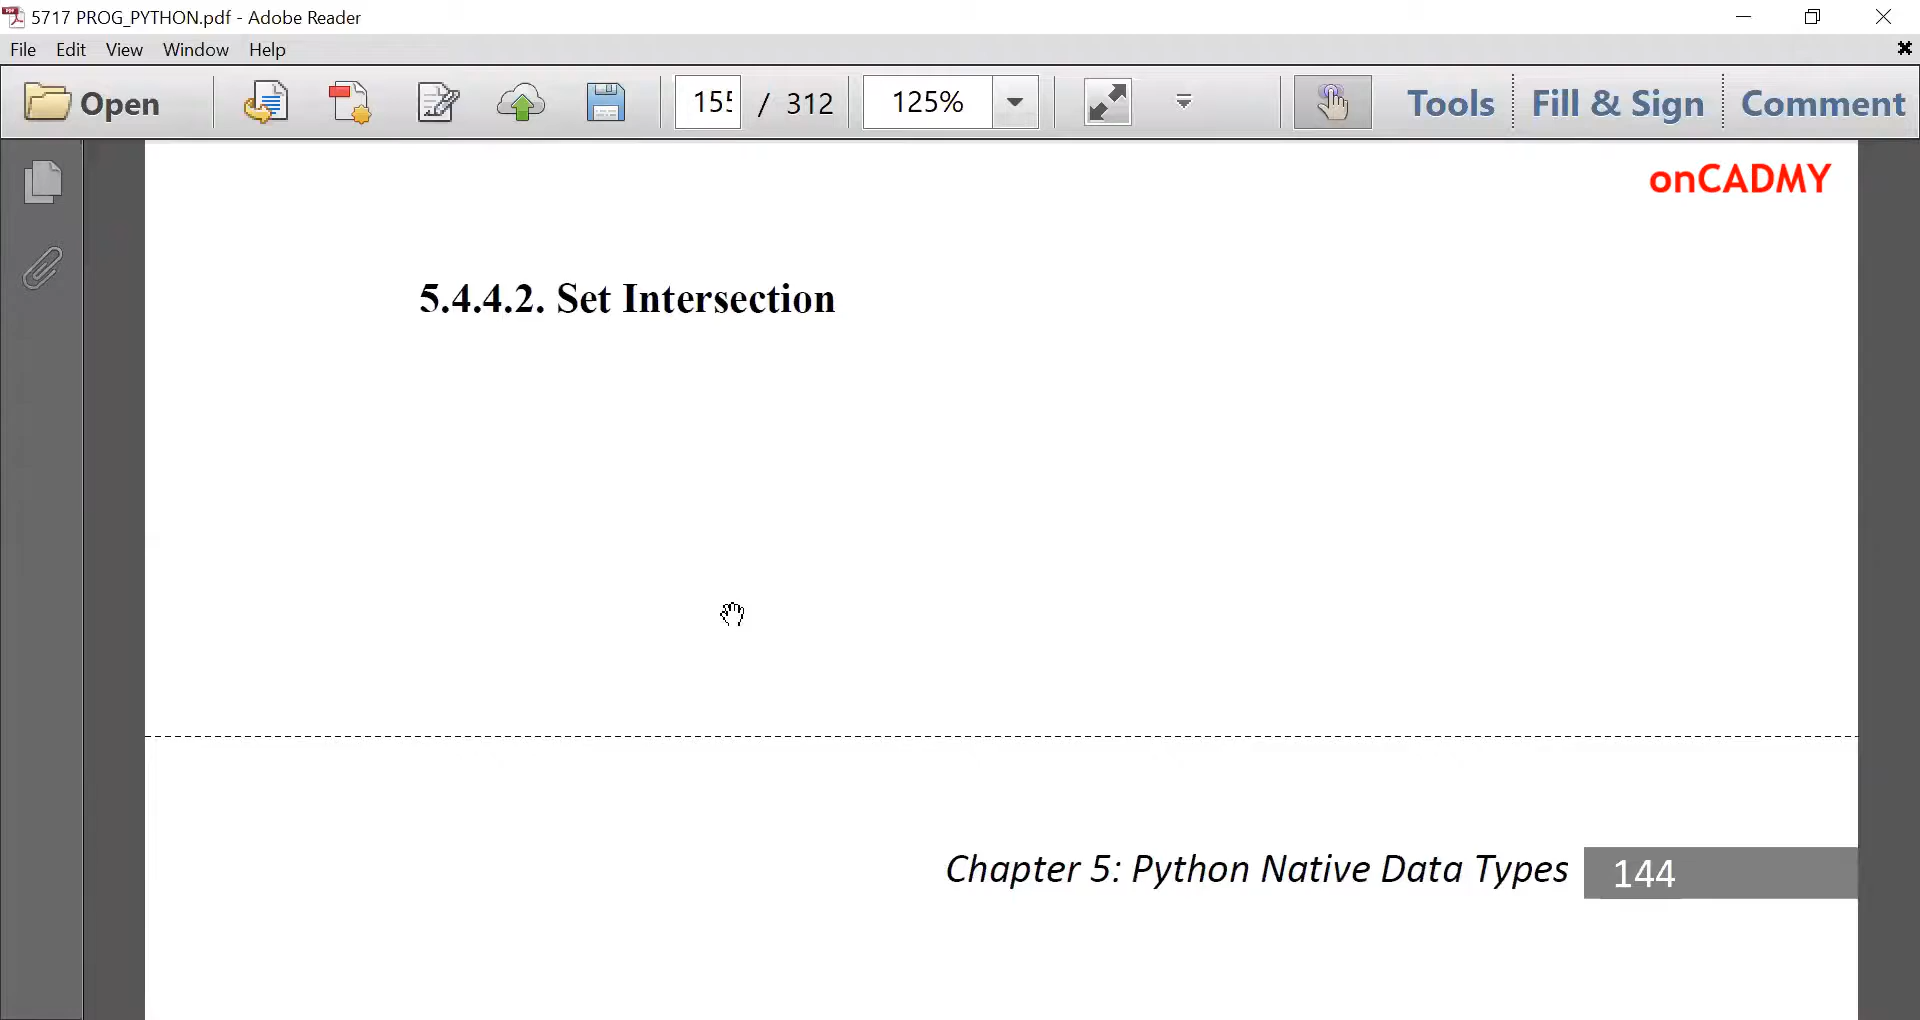 5717 PROG_PYTHON.pdf - Adobe Reader
File Edit View Window Help
Open 155 / 312 125% Tools Fill & Sign Comment
onCADMY
5.4.4.2. Set Intersection
Chapter 5: Python Native Data Types 144